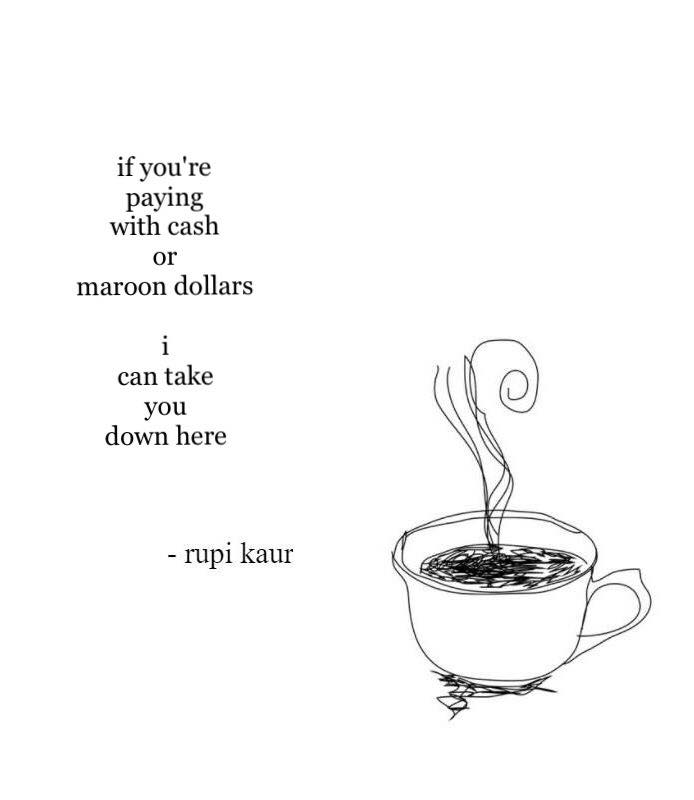 if you're
paying
with cash
or
maroon dollars
i
can take
you
down here
- rupi kaur